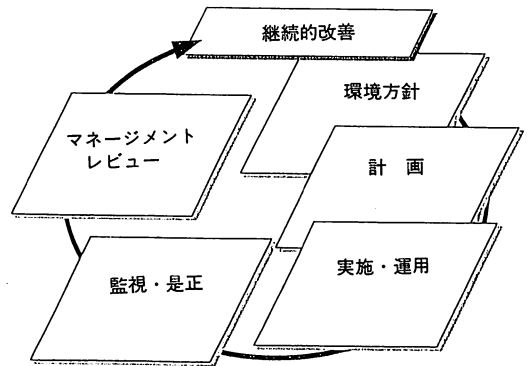 継続的改善
環境方針
計　画
実施・運用
監視・是正
マネージメント
レビュー